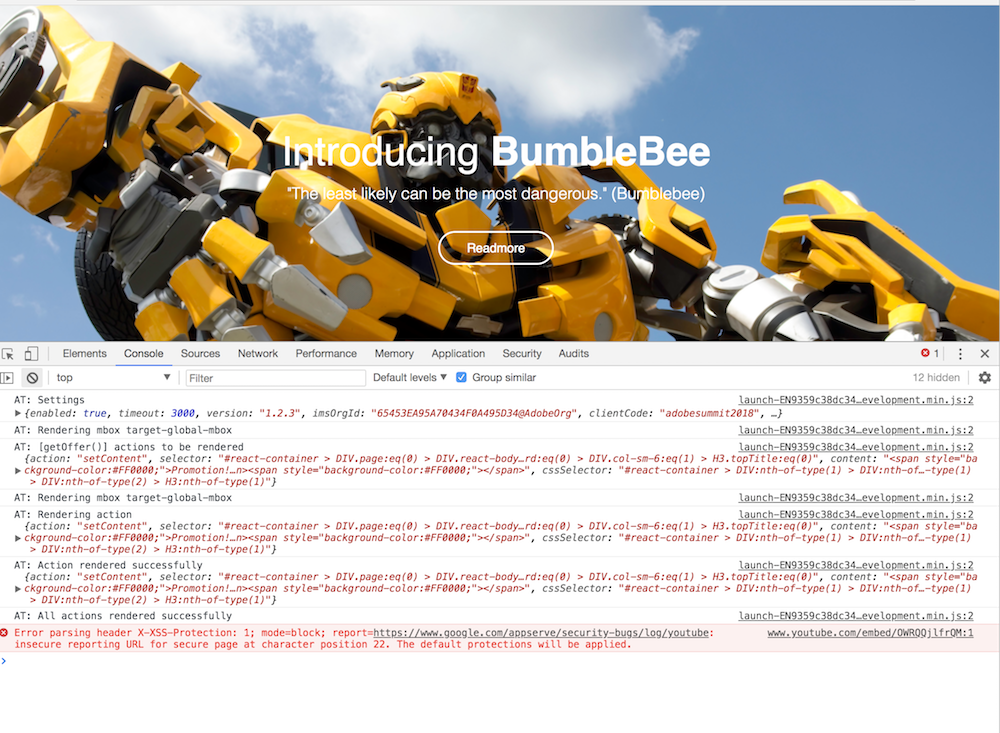 Introducing BumbleBee
"The least likely can be the most dangerous." (Bumblebee)
Readmore
Elements Console Sources Network Performance Memory Application Security Audits 1
top Filter Default levels Group similar 12 hidden
AT: Settings launch-EN9359c38dc34…evelopment.min.js:2
{enabled: true, timeout: 3000, version: "1.2.3", imsOrgId: "65453EA95A70434F0A495D34@AdobeOrg", clientCode: "adobesummit2018", …}
AT: Rendering mbox target-global-mbox launch-EN9359c38dc34…evelopment.min.js:2
AT: [getOffer()] actions to be rendered launch-EN9359c38dc34…evelopment.min.js:2
{action: "setContent", selector: "#react-container > DIV.page:eq(0) > DIV.react-body…rd:eq(0) > DIV.col-sm-6:eq(1) > H3.topTitle:eq(0)", content: "<span style="ba
ckground-color:#FF0000;">Promotion!…n><span style="background-color:#FF0000;"></span>", cssSelector: "#react-container > DIV:nth-of-type(1) > DIV:nth-of…-type(1)
> DIV:nth-of-type(2) > H3:nth-of-type(1)"}
AT: Rendering mbox target-global-mbox launch-EN9359c38dc34…evelopment.min.js:2
AT: Rendering action launch-EN9359c38dc34…evelopment.min.js:2
{action: "setContent", selector: "#react-container > DIV.page:eq(0) > DIV.react-body…rd:eq(0) > DIV.col-sm-6:eq(1) > H3.topTitle:eq(0)", content: "<span style="ba
ckground-color:#FF0000;">Promotion!…n><span style="background-color:#FF0000;"></span>", cssSelector: "#react-container > DIV:nth-of-type(1) > DIV:nth-of…-type(1)
> DIV:nth-of-type(2) > H3:nth-of-type(1)"}
AT: Action rendered successfully launch-EN9359c38dc34…evelopment.min.js:2
{action: "setContent", selector: "#react-container > DIV.page:eq(0) > DIV.react-body…rd:eq(0) > DIV.col-sm-6:eq(1) > H3.topTitle:eq(0)", content: "<span style="ba
ckground-color:#FF0000;">Promotion!…n><span style="background-color:#FF0000;"></span>", cssSelector: "#react-container > DIV:nth-of-type(1) > DIV:nth-of…-type(1)
> DIV:nth-of-type(2) > H3:nth-of-type(1)"}
AT: All actions rendered successfully launch-EN9359c38dc34…evelopment.min.js:2
Error parsing header X-XSS-Protection: 1; mode=block; report=https://www.google.com/appserve/security-bugs/log/youtube: www.youtube.com/embed/OWRQQjlfrQM:1
insecure reporting URL for secure page at character position 22. The default protections will be applied.